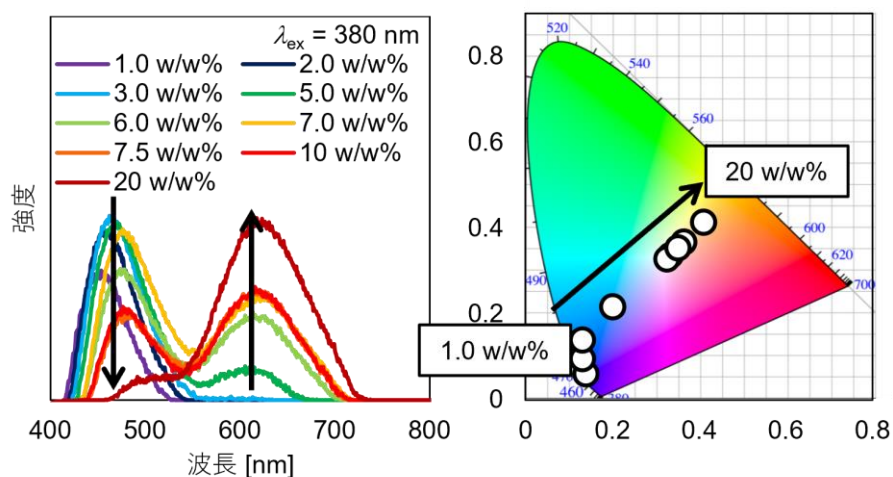 λex = 380 nm
1.0 w/w% 2.0 w/w%
3.0 w/w% 5.0 w/w%
6.0 w/w% 7.0 w/w%
7.5 w/w% 10 w/w%
20 w/w%
強度
400 500 600 700 800
波長 [nm]
0.8
0.6
0.4
0.2
0
0 0.2 0.4 0.6 0.8
520
540
560
600
620
700
490
460
20 w/w%
1.0 w/w%